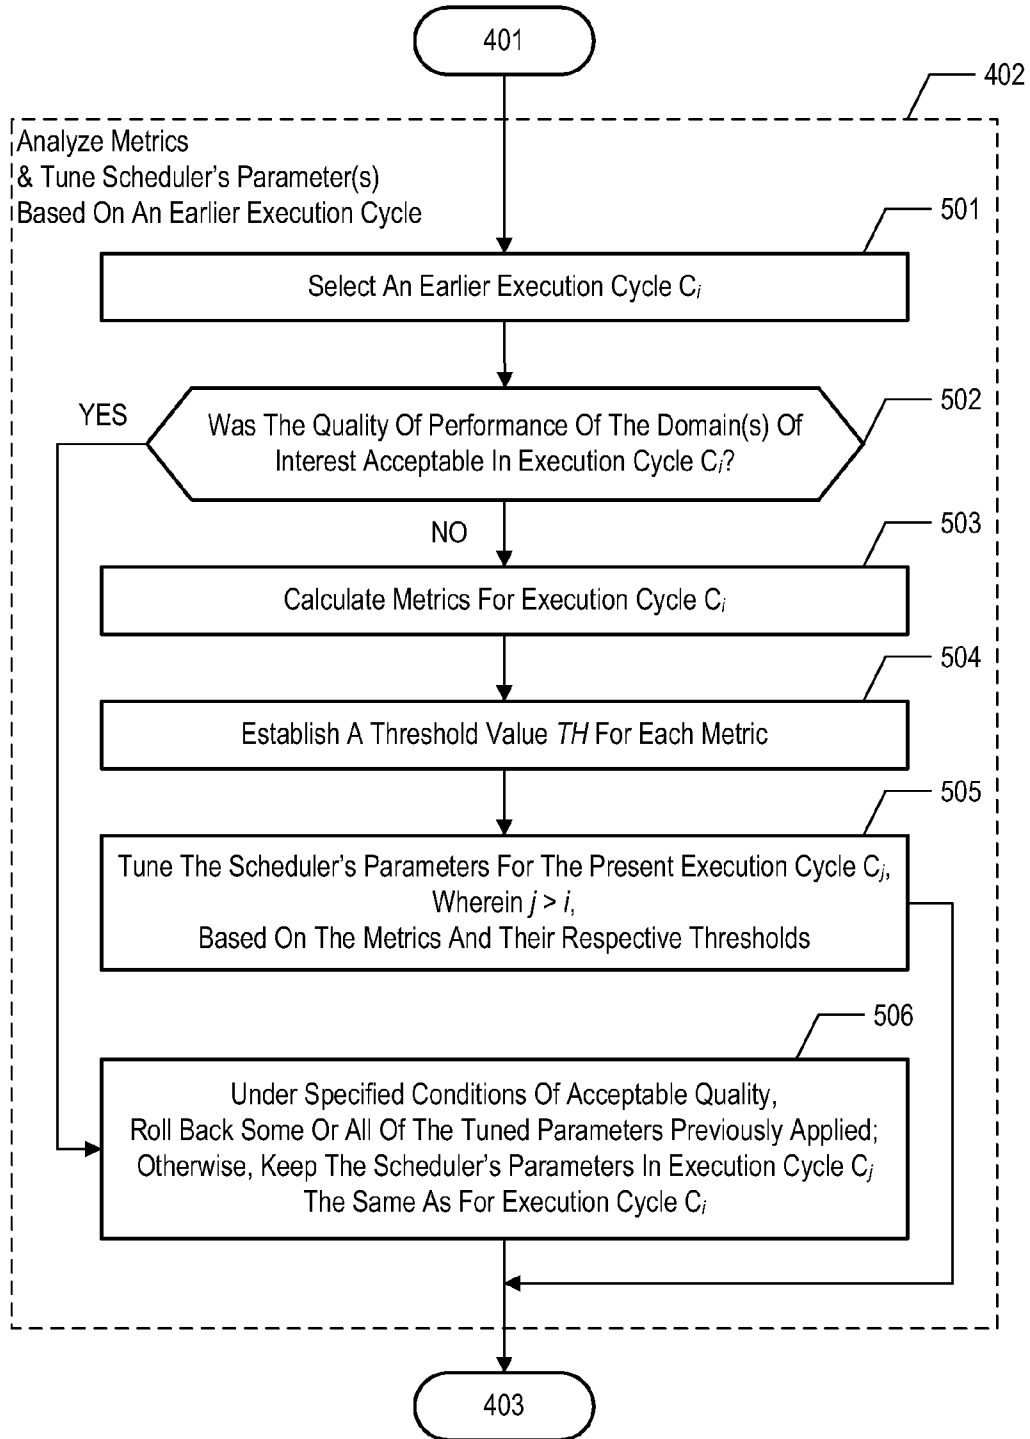 401
402
Analyze Metrics
& Tune Scheduler's Parameter(s)
Based On An Earlier Execution Cycle
501
Select An Earlier Execution Cycle Ci
502
YES
Was The Quality Of Performance Of The Domain(s) Of
Interest Acceptable In Execution Cycle Ci?
NO
503
Calculate Metrics For Execution Cycle Ci
504
Establish A Threshold Value TH For Each Metric
505
Tune The Scheduler's Parameters For The Present Execution Cycle Cj,
Wherein j > i,
Based On The Metrics And Their Respective Thresholds
506
Under Specified Conditions Of Acceptable Quality,
Roll Back Some Or All Of The Tuned Parameters Previously Applied;
Otherwise, Keep The Scheduler's Parameters In Execution Cycle Cj
The Same As For Execution Cycle Ci
403